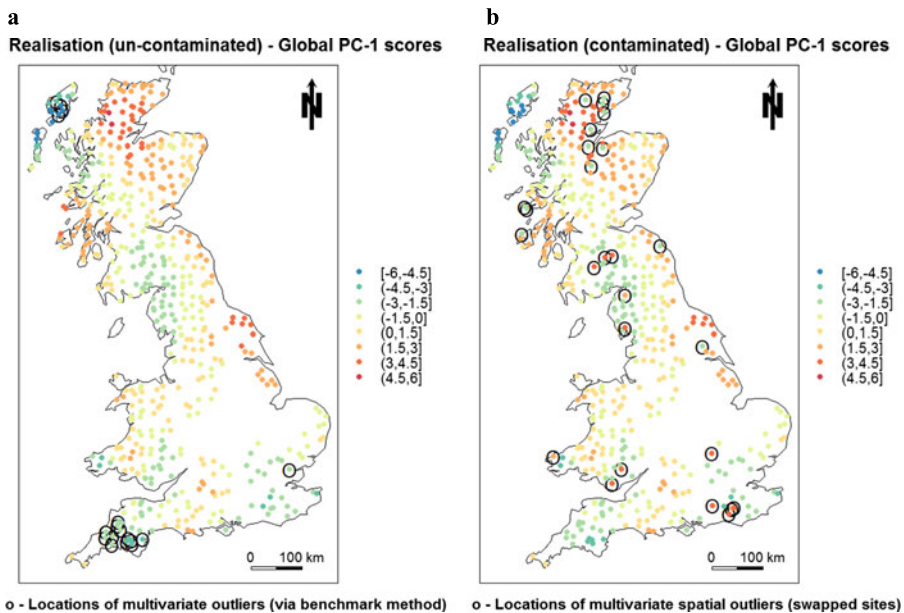 a
Realisation (un-contaminated) - Global PC-1 scores
N
[-6,-4.5]
(-4.5,-3]
(-3,-1.5]
(-1.5,0]
(0,1.5]
(1.5,3]
(3,4.5]
(4.5,6]
0 100 km
o - Locations of multivariate outliers (via benchmark method)
b
Realisation (contaminated) - Global PC-1 scores
N
[-6,-4.5]
(-4.5,-3]
(-3,-1.5]
(-1.5,0]
(0,1.5]
(1.5,3]
(3,4.5]
(4.5,6]
0 100 km
o - Locations of multivariate spatial outliers (swapped sites)